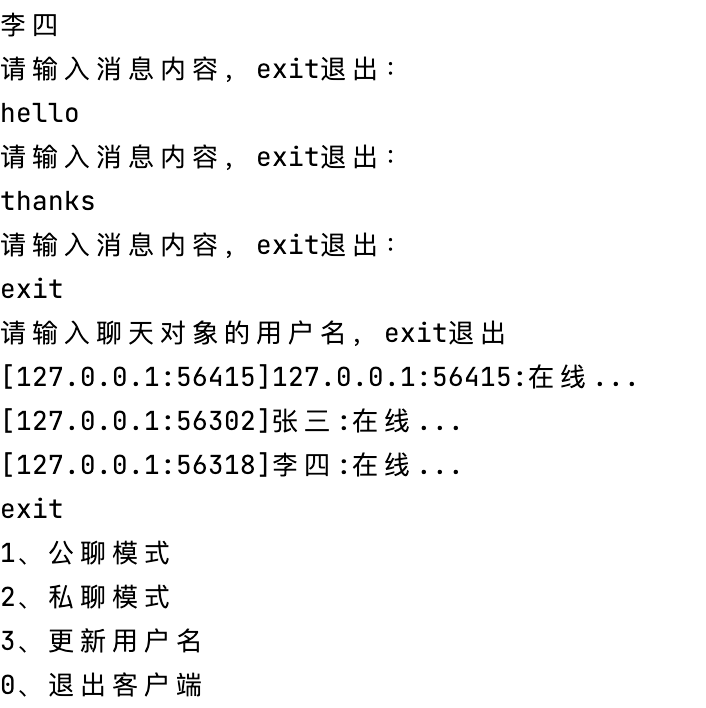 李四
请输入消息内容，exit退出：
hello
请输入消息内容，exit退出：
thanks
请输入消息内容，exit退出：
exit
请输入聊天对象的用户名，exit退出
[127.0.0.1:56415]127.0.0.1:56415:在线...
[127.0.0.1:56302]张三:在线...
[127.0.0.1:56318]李四:在线...
exit
1、公聊模式
2、私聊模式
3、更新用户名
0、退出客户端